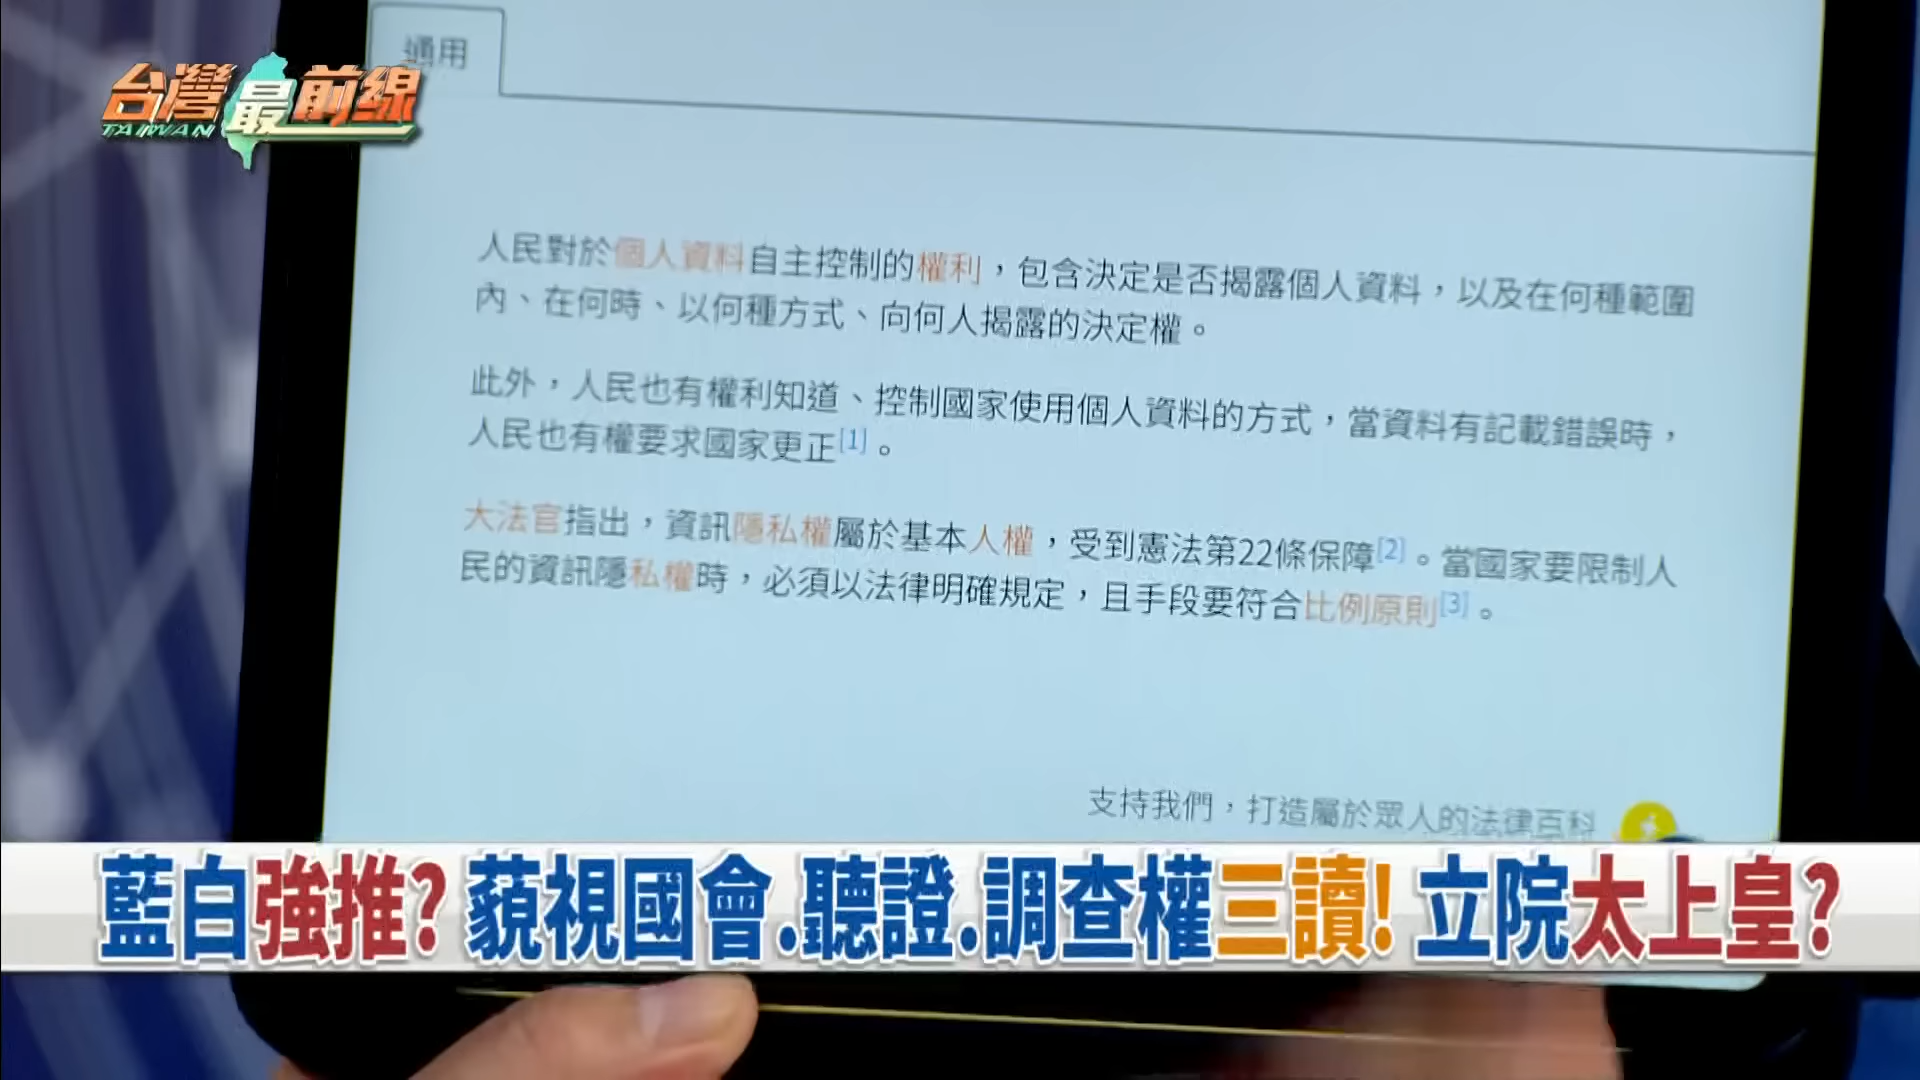 通用
台灣最前線
TAIWAN
人民對於個人資料自主控制的權利，包含決定是否揭露個人資料，以及在何種範圍
內、在何時、以何種方式、向何人揭露的決定權。
此外，人民也有權利知道、控制國家使用個人資料的方式，當資料有記載錯誤時，
人民也有權要求國家更正[1]。
大法官指出，資訊隱私權屬於基本人權，受到憲法第22條保障[2]。當國家要限制人
民的資訊隱私權時，必須以法律明確規定，且手段要符合比例原則[3]。
支持我們，打造屬於眾人的法律百科
藍白強推？藐視國會.聽證.調查權三讀！立院太上皇？